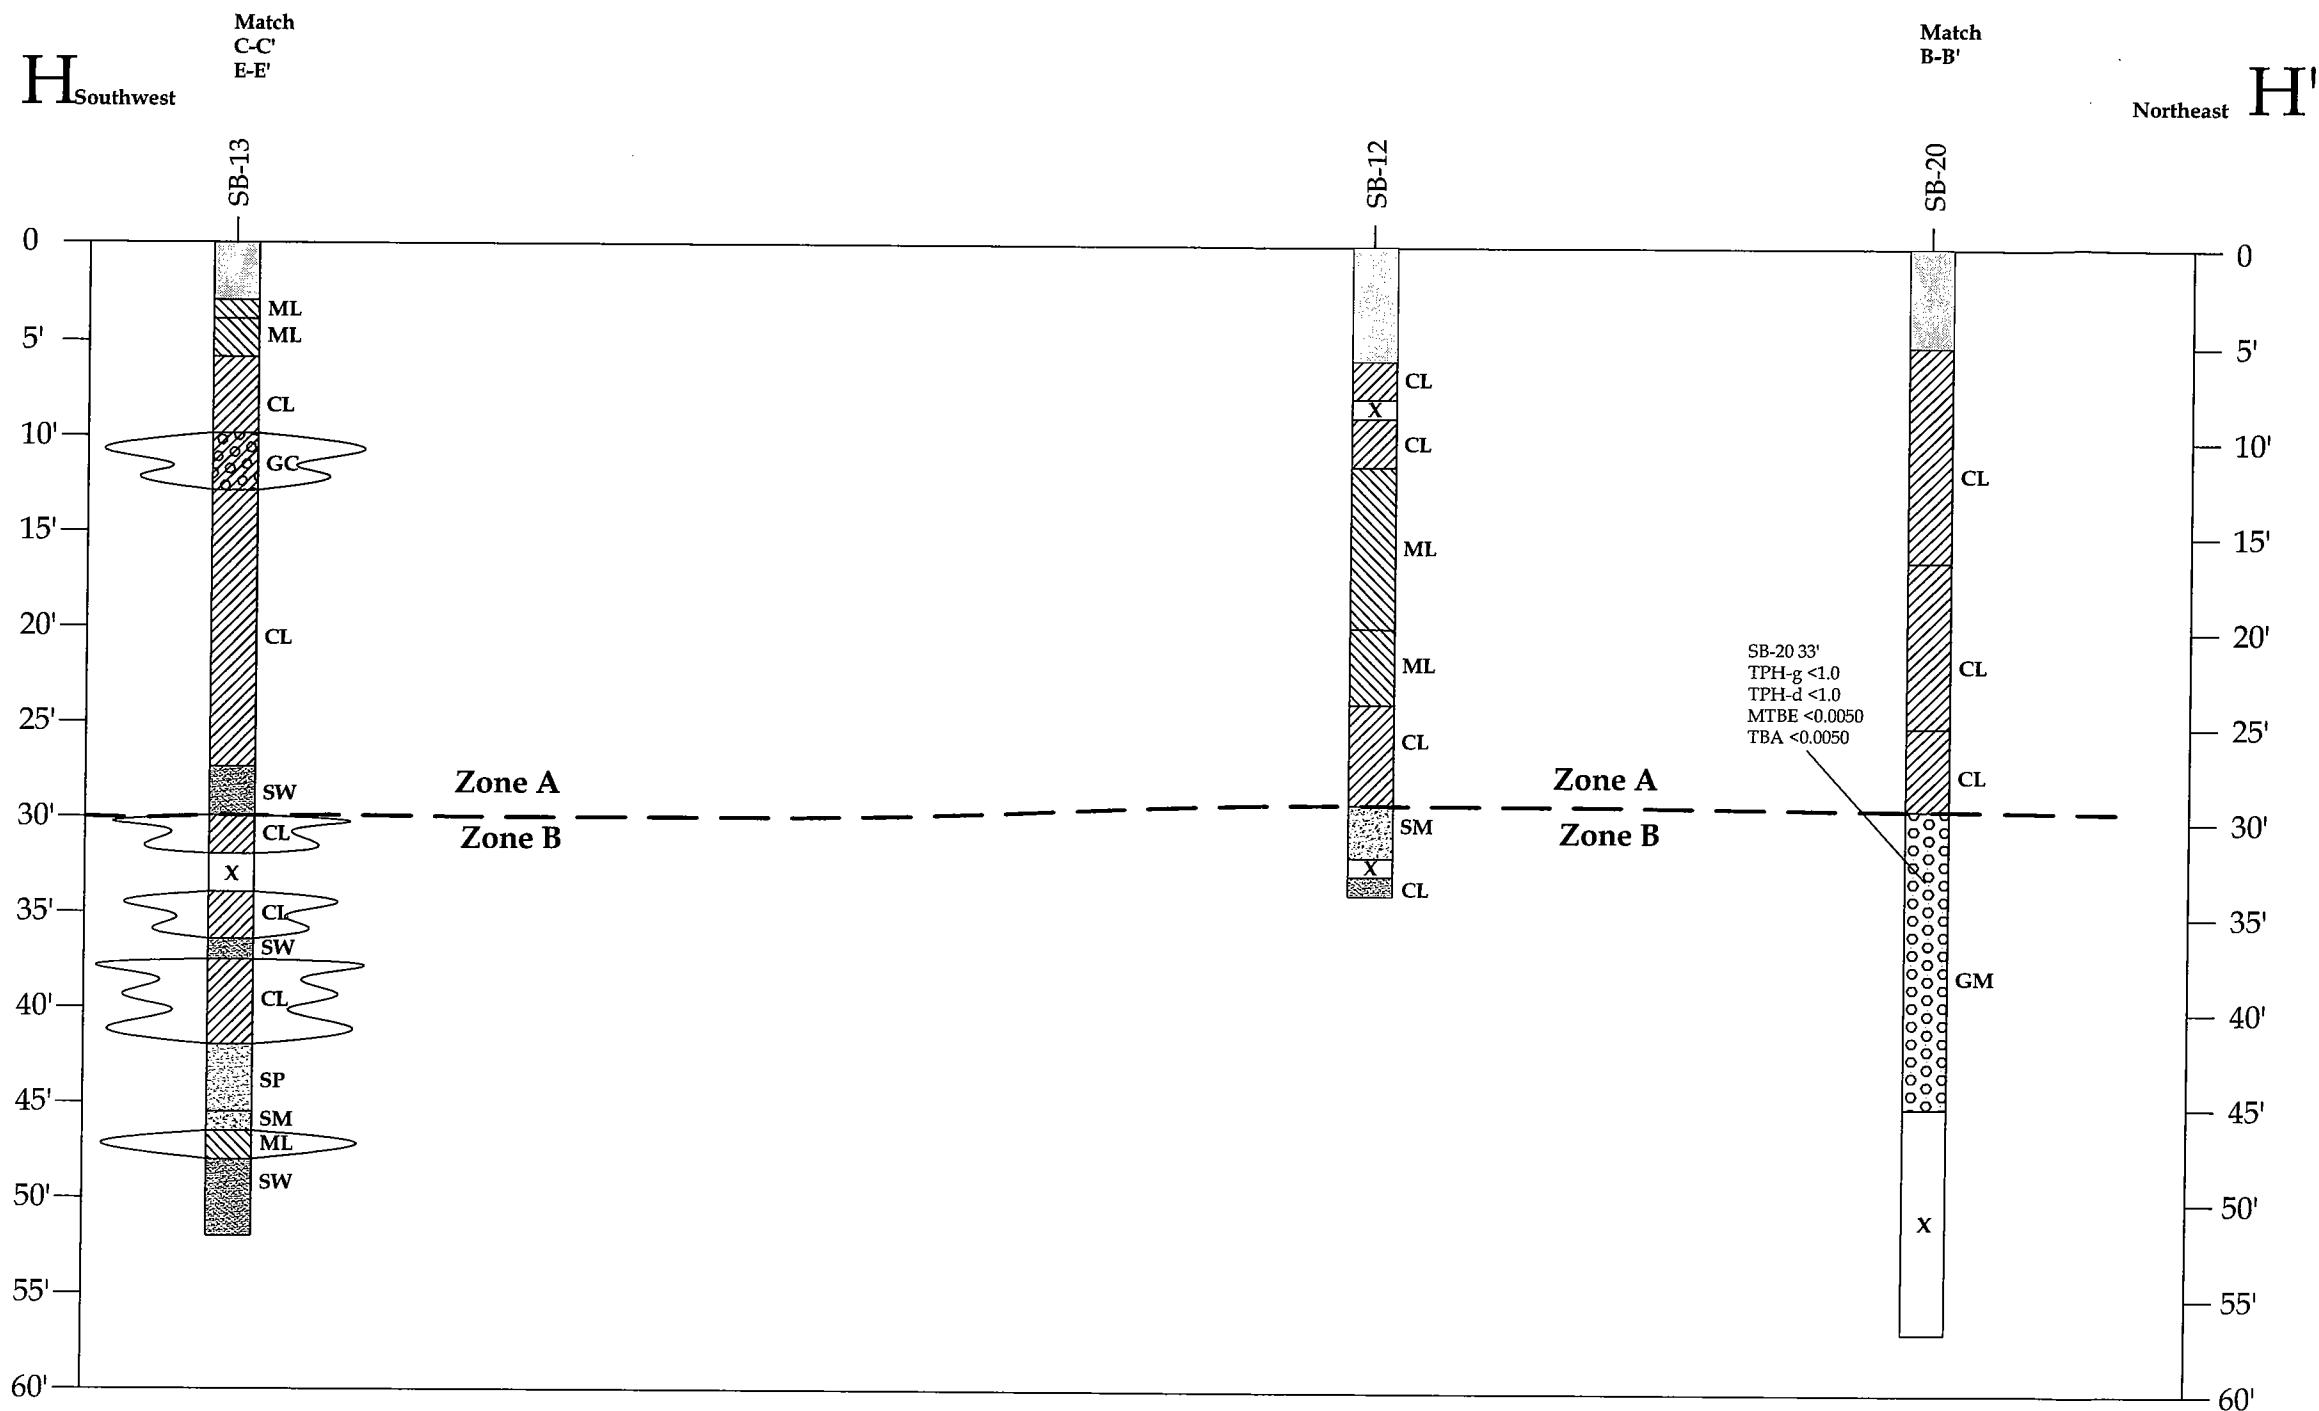 Match
C-C'
E-E'
Match
B-B'
H Southwest
Northeast H'
SB-13
SB-12
SB-20
0
5'
10'
15'
20'
25'
30'
35'
40'
45'
50'
55'
60'
ML
ML
CL
GC
CL
SW
CL
X
CL
SW
CL
SP
SM
ML
SW
Zone A
Zone B
CL
X
CL
ML
ML
CL
SM
X
CL
Zone A
Zone B
SB-20 33'
TPH-g <1.0
TPH-d <1.0
MTBE <0.0050
TBA <0.0050
CL
CL
CL
GM
X
0
5'
10'
15'
20'
25'
30'
35'
40'
45'
50'
55'
60'